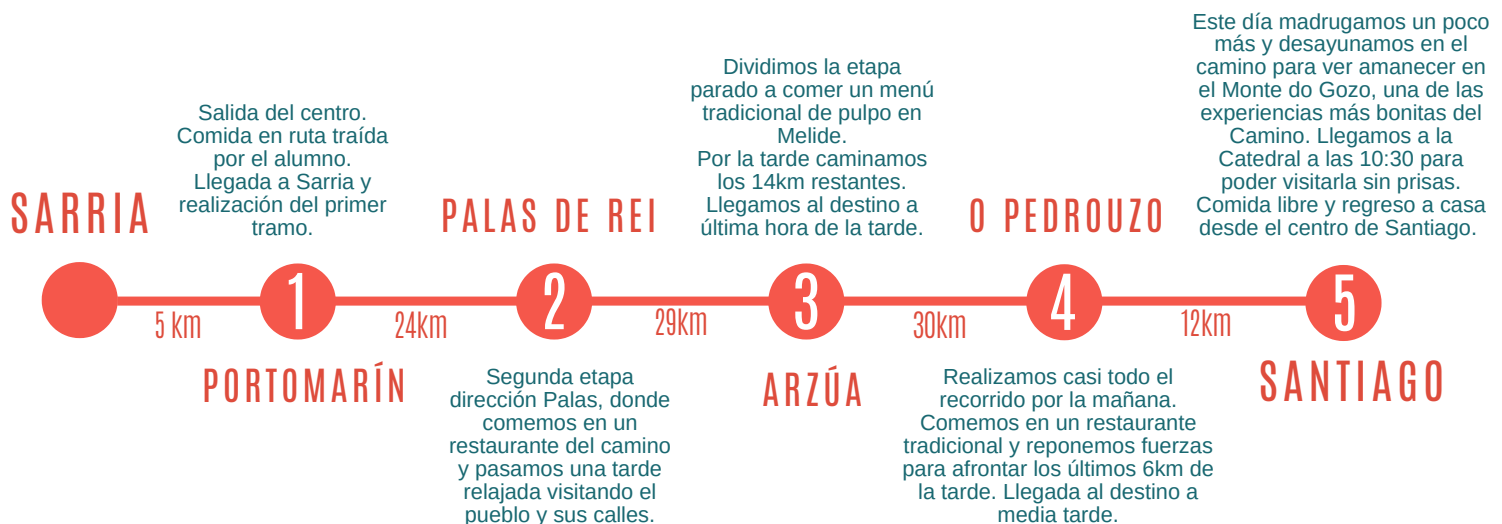 SARRIA
Salida del centro.
Comida en ruta traída
por el alumno.
Llegada a Sarria y
realización del primer
tramo.
PALAS DE REI
Dividimos la etapa
parado a comer un menú
tradicional de pulpo en
Melide.
Por la tarde caminamos
los 14km restantes.
Llegamos al destino a
última hora de la tarde.
O PEDROUZO
Este día madrugamos un poco
más y desayunamos en el
camino para ver amanecer en
el Monte do Gozo, una de las
experiencias más bonitas del
Camino. Llegamos a la
Catedral a las 10:30 para
poder visitarla sin prisas.
Comida libre y regreso a casa
desde el centro de Santiago.
5 km
1
24km
2
29km
3
30km
4
12km
5
PORTOMARÍN
Segunda etapa
dirección Palas, donde
comemos en un
restaurante del camino
y pasamos una tarde
relajada visitando el
pueblo y sus calles.
ARZÚA
Realizamos casi todo el
recorrido por la mañana.
Comemos en un restaurante
tradicional y reponemos fuerzas
para afrontar los últimos 6km de
la tarde. Llegada al destino a
media tarde.
SANTIAGO